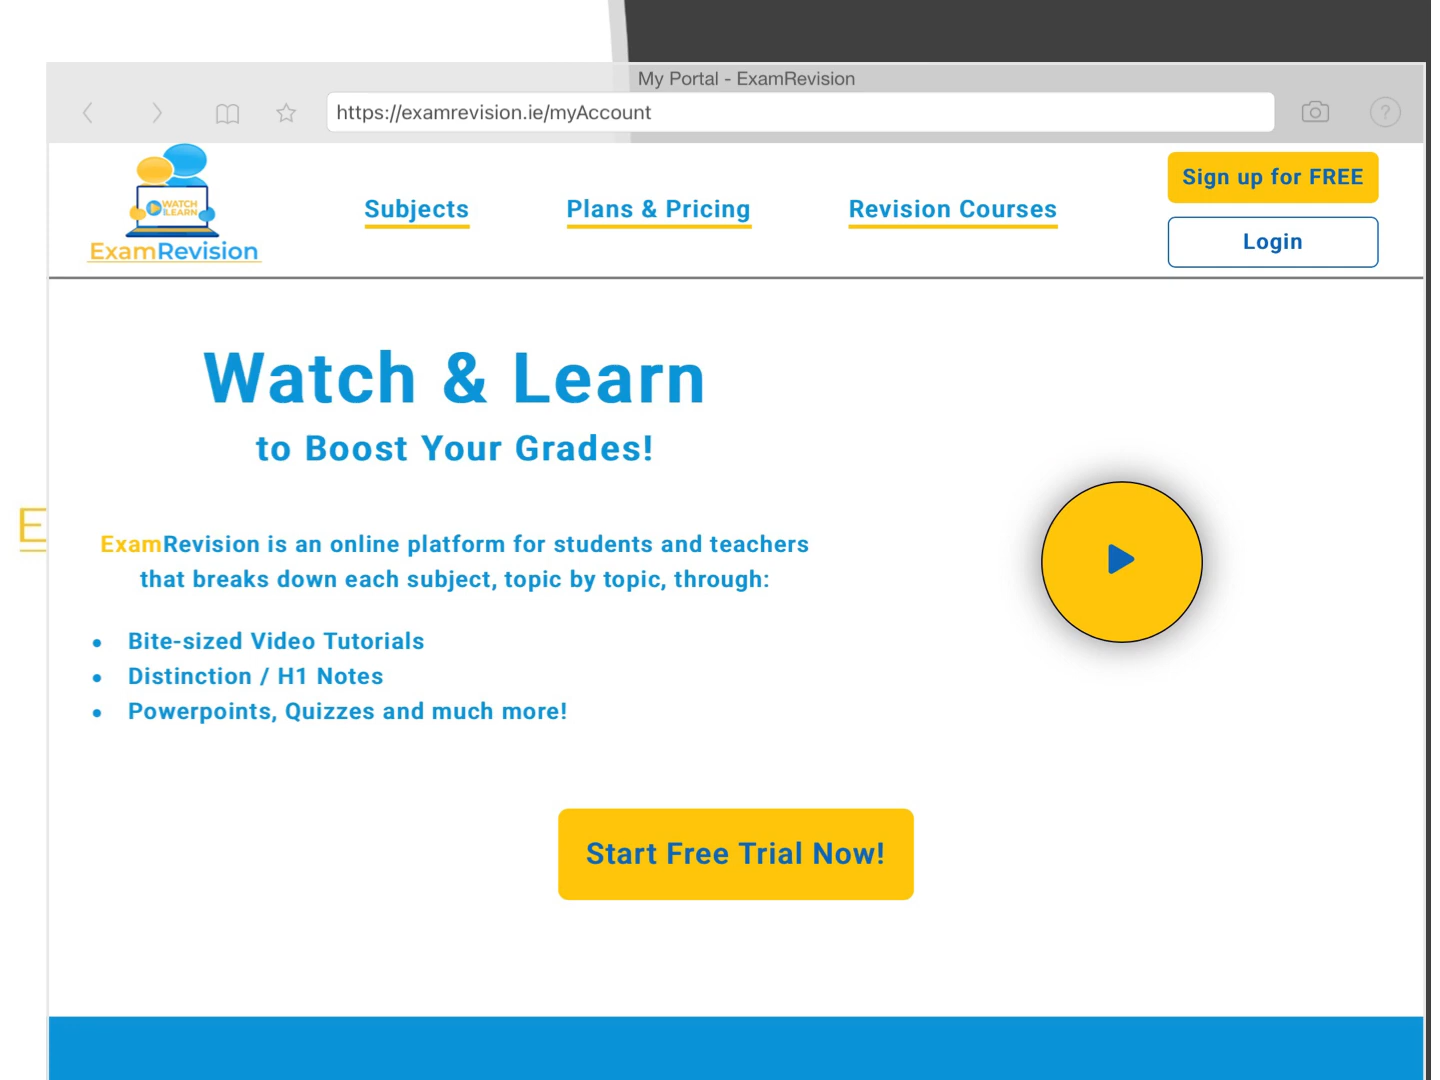 My Portal - ExamRevision
https://examrevision.ie/myAccount
?
WATCH
& LEARN
ExamRevision
Subjects
Plans & Pricing
Revision Courses
Sign up for FREE
Login
Watch & Learn
to Boost Your Grades!
E
ExamRevision is an online platform for students and teachers
that breaks down each subject, topic by topic, through:
• Bite-sized Video Tutorials
• Distinction / H1 Notes
• Powerpoints, Quizzes and much more!
Start Free Trial Now!